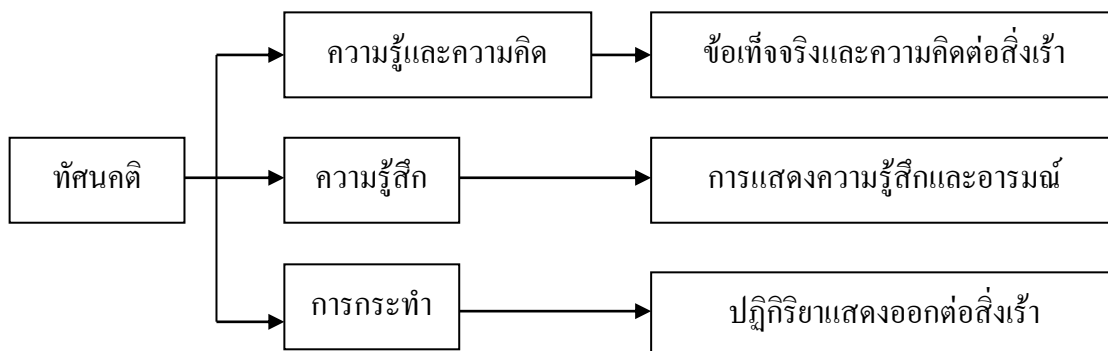 ความรู้และความคิด
ข้อเท็จจริงและความคิดต่อสิ่งเร้า
ทัศนคติ
ความรู้สึก
การแสดงความรู้สึกและอารมณ์
การกระทำ
ปฏิกิริยาแสดงออกต่อสิ่งเร้า